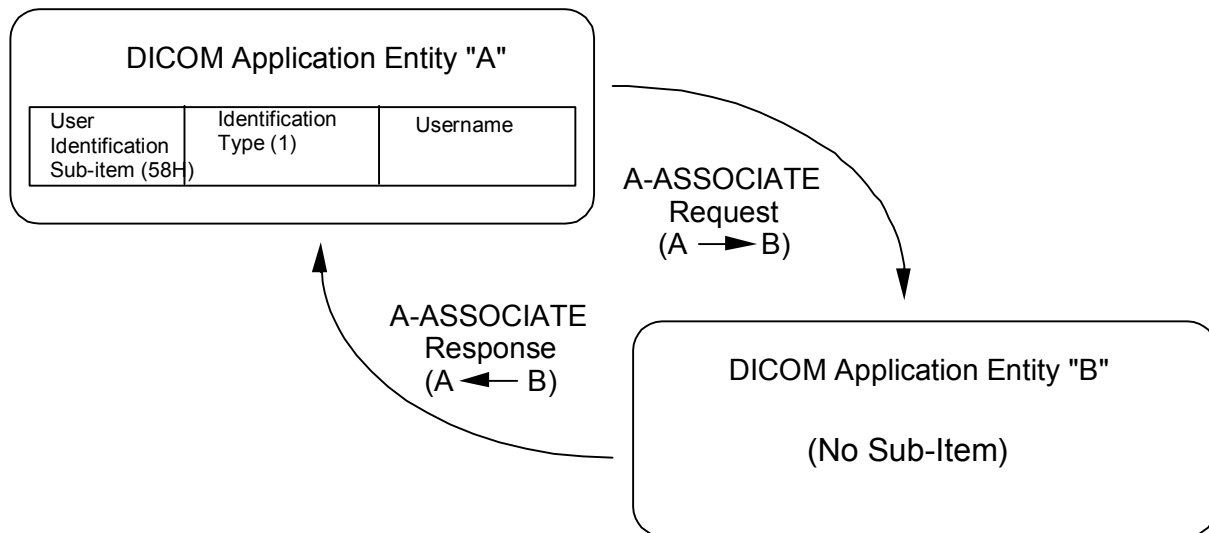 DICOM Application Entity "A"
User
Identification
Sub-item (58H)
Identification
Type (1)
Username
A-ASSOCIATE
Request
(A → B)
A-ASSOCIATE
Response
(A ← B)
DICOM Application Entity "B"
(No Sub-Item)